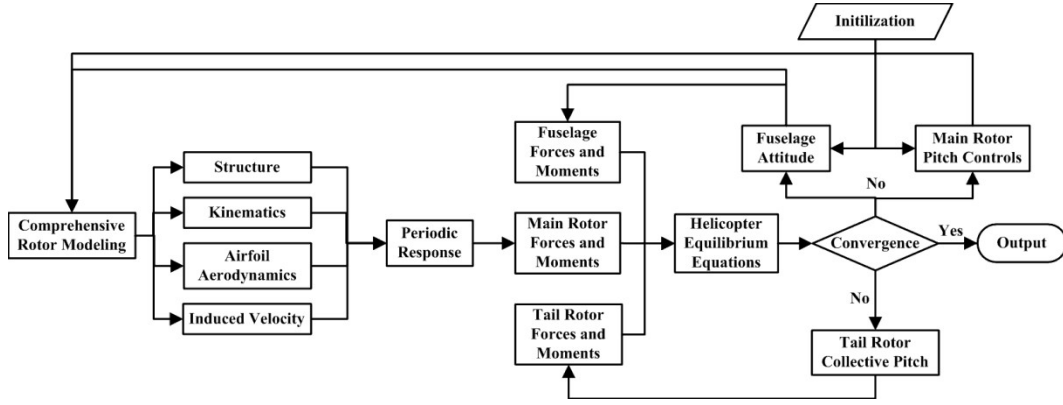 Initilization
Fuselage
Forces and
Moments
Fuselage
Attitude
Main Rotor
Pitch Controls
Structure
No
Kinematics
Comprehensive
Rotor Modeling
Periodic
Response
Main Rotor
Forces and
Moments
Helicopter
Equilibrium
Equations
Convergence
Yes
Output
Airfoil
Aerodynamics
Induced Velocity
No
Tail Rotor
Forces and
Moments
Tail Rotor
Collective Pitch